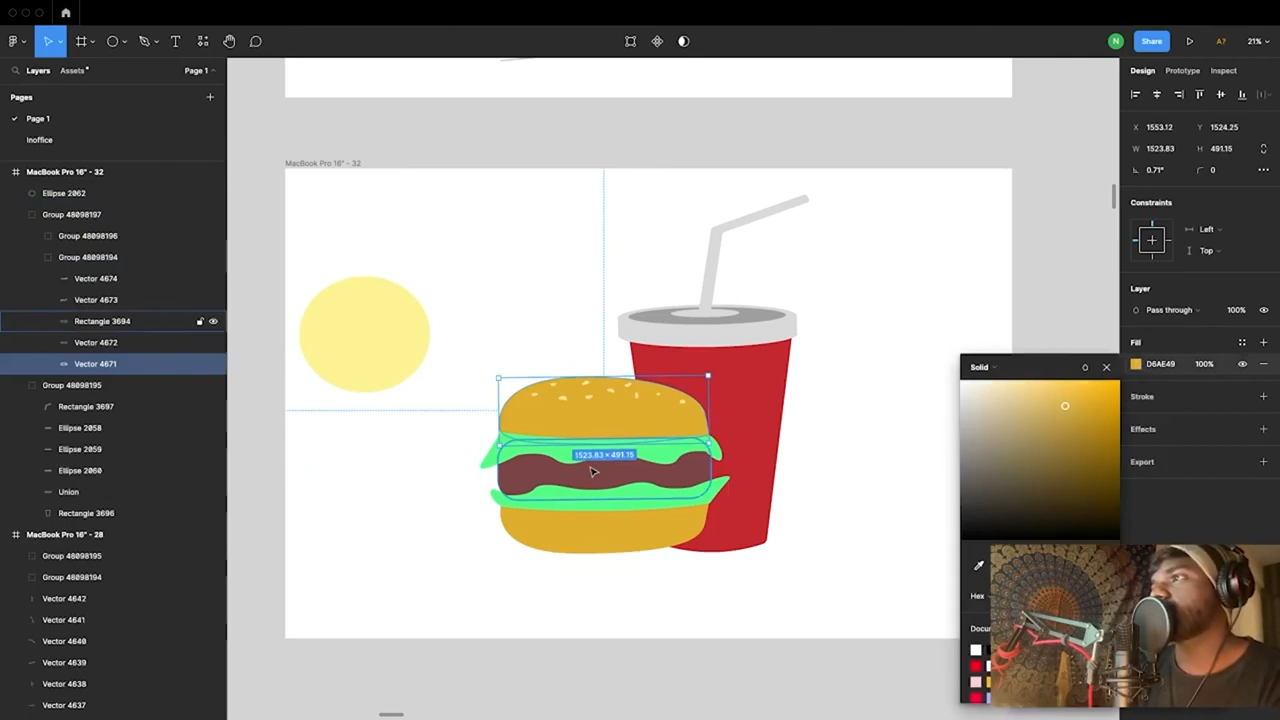 N
Share
A?
21%
Layers
Assets
Page 1
Pages
Page 1
Inoffice
MacBook Pro 16" - 32
Ellipse 2062
Group 48098197
Group 48098196
Group 48098194
Vector 4674
Vector 4673
Rectangle 3694
Vector 4672
Vector 4671
Group 48098195
Rectangle 3697
Ellipse 2058
Ellipse 2059
Ellipse 2060
Union
Rectangle 3696
MacBook Pro 16" - 28
Group 48098195
Group 48098194
Vector 4642
Vector 4641
Vector 4640
Vector 4639
Vector 4638
Vector 4637
MacBook Pro 16" - 32
1523.83 × 491.15
Design
Prototype
Inspect
X 1553.12
Y 1524.25
W 1523.83
H 491.15
0.71°
0
Constraints
Left
Top
Layer
Pass through
100%
Fill
D6AE49
100%
Stroke
Effects
Export
Solid
Hex
Docu